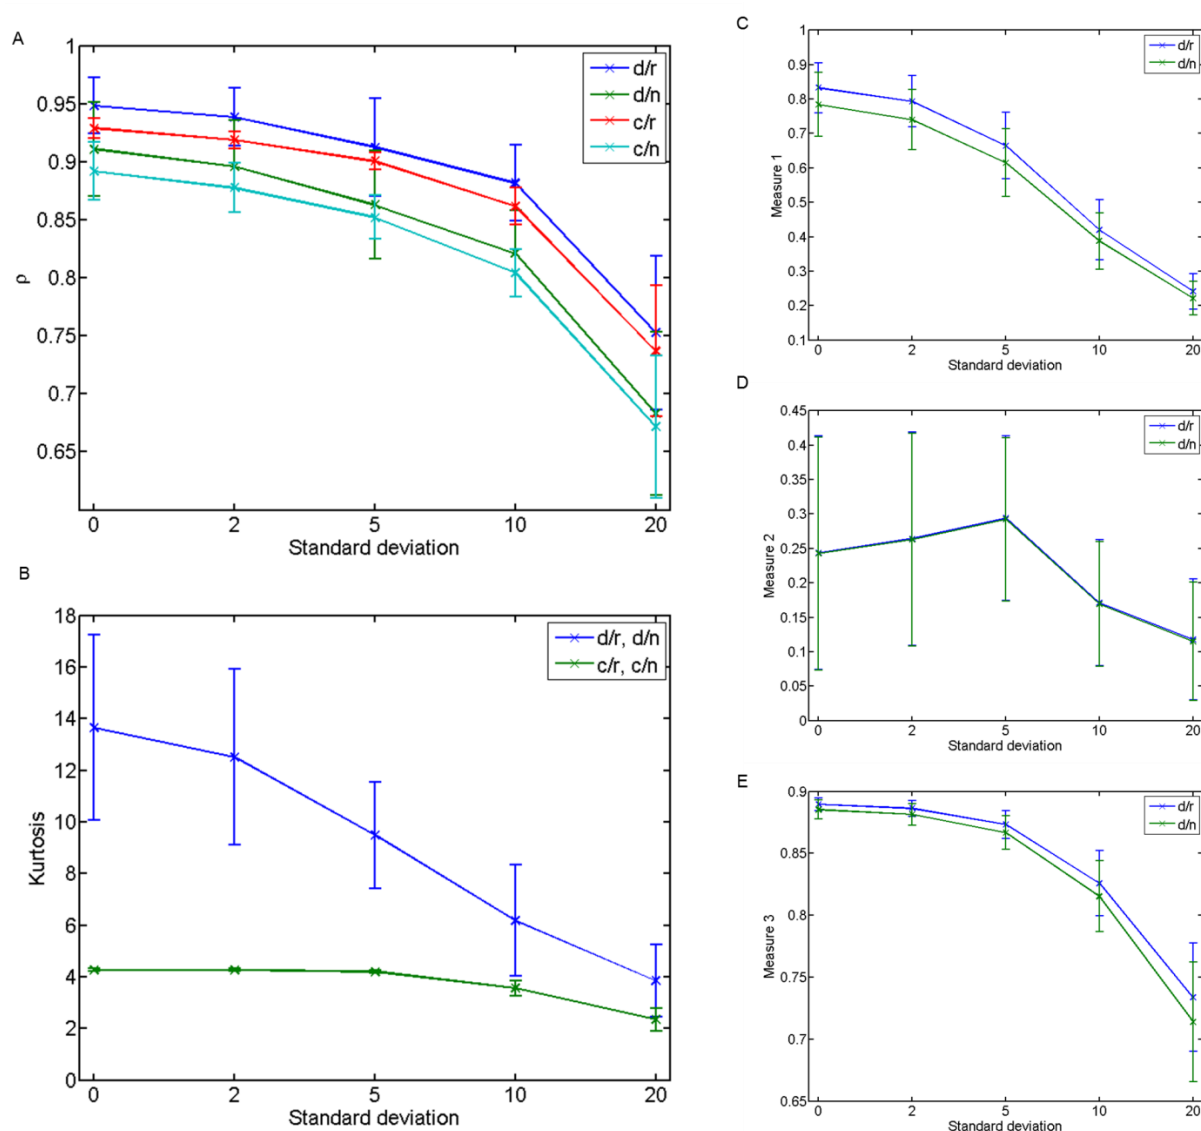 A
1
0.95
0.9
0.85
0.8
0.75
0.7
0.65
ρ
0 2 5 10 20
Standard deviation
d/r
d/n
c/r
c/n
B
18
16
14
12
10
8
6
4
2
0
Kurtosis
0 2 5 10 20
Standard deviation
d/r, d/n
c/r, c/n
C
1
0.9
0.8
0.7
0.6
0.5
0.4
0.3
0.2
0.1
Measure 1
0 2 5 10 20
Standard deviation
d/r
d/n
D
0.45
0.4
0.35
0.3
0.25
0.2
0.15
0.1
0.05
0
Measure 2
0 2 5 10 20
Standard deviation
d/r
d/n
E
0.9
0.85
0.8
0.75
0.7
0.65
Measure 3
0 2 5 10 20
Standard deviation
d/r
d/n